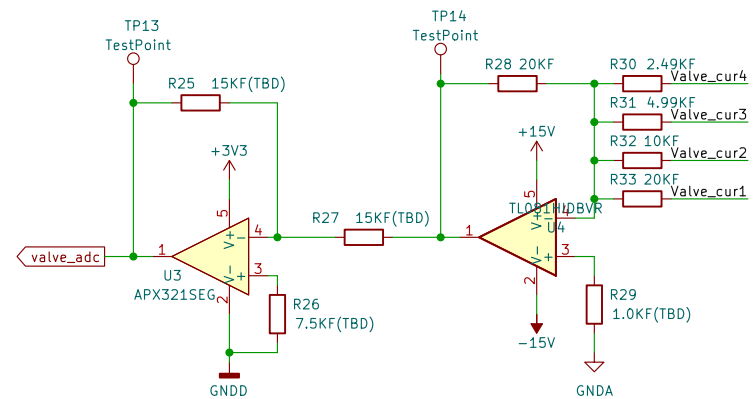 TP13
TestPoint
TP14
TestPoint
R25 15KF(TBD)
R28 20KF
R30 2.49KF
Valve_cur4
R31 4.99KF
Valve_cur3
R32 10KF
Valve_cur2
R33 20KF
Valve_cur1
+3V3
+15V
5
V+
4
−
1
V-
3
+
2
U3
APX321SEG
valve_adc
R27 15KF(TBD)
TL081HIDBVR
U4
5
V+
4
−
1
V-
3
+
2
R26
7.5KF(TBD)
R29
1.0KF(TBD)
-15V
GNDD
GNDA